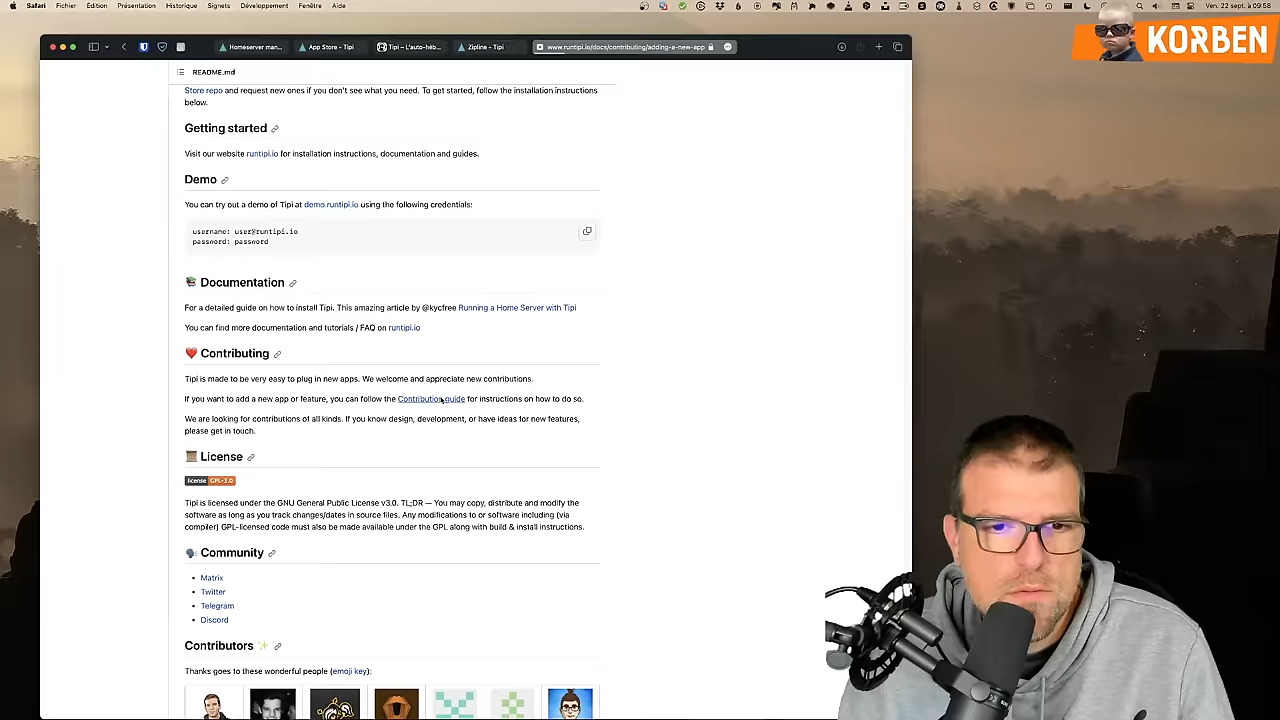 Safari Fichier Édition Présentation Historique Signets Développement Fenêtre Aide
Ven. 22 sept. à 09:58
KORBEN
Homeserver man... App Store - Tipi Tipi – L'auto-héb... Zipline - Tipi www.runtipi.io/docs/contributing/adding-a-new-app
README.md
Store repo and request new ones if you don't see what you need. To get started, follow the installation instructions
below.
Getting started
Visit our website runtipi.io for installation instructions, documentation and guides.
Demo
You can try out a demo of Tipi at demo.runtipi.io using the following credentials:
username: user@runtipi.io
password: password
Documentation
For a detailed guide on how to install Tipi. This amazing article by @kycfree Running a Home Server with Tipi
You can find more documentation and tutorials / FAQ on runtipi.io
Contributing
Tipi is made to be very easy to plug in new apps. We welcome and appreciate new contributions.
If you want to add a new app or feature, you can follow the Contribution guide for instructions on how to do so.
We are looking for contributions of all kinds. If you know design, development, or have ideas for new features,
please get in touch.
License
license GPL-3.0
Tipi is licensed under the GNU General Public License v3.0. TL;DR — You may copy, distribute and modify the
software as long as you track changes/dates in source files. Any modifications to or software including (via
compiler) GPL-licensed code must also be made available under the GPL along with build & install instructions.
Community
Matrix
Twitter
Telegram
Discord
Contributors
Thanks goes to these wonderful people (emoji key):